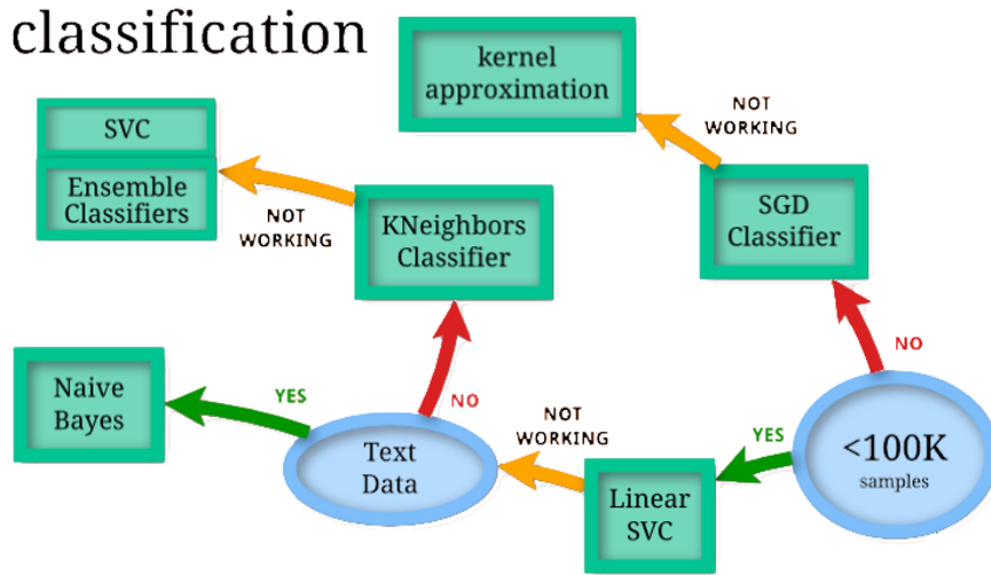 classification
kernel
approximation
NOT
WORKING
SVC
Ensemble
Classifiers
NOT
WORKING
KNeighbors
Classifier
SGD
Classifier
NO
Naive
Bayes
YES
NO
Text
Data
NOT
WORKING
Linear
SVC
YES
<100K
samples